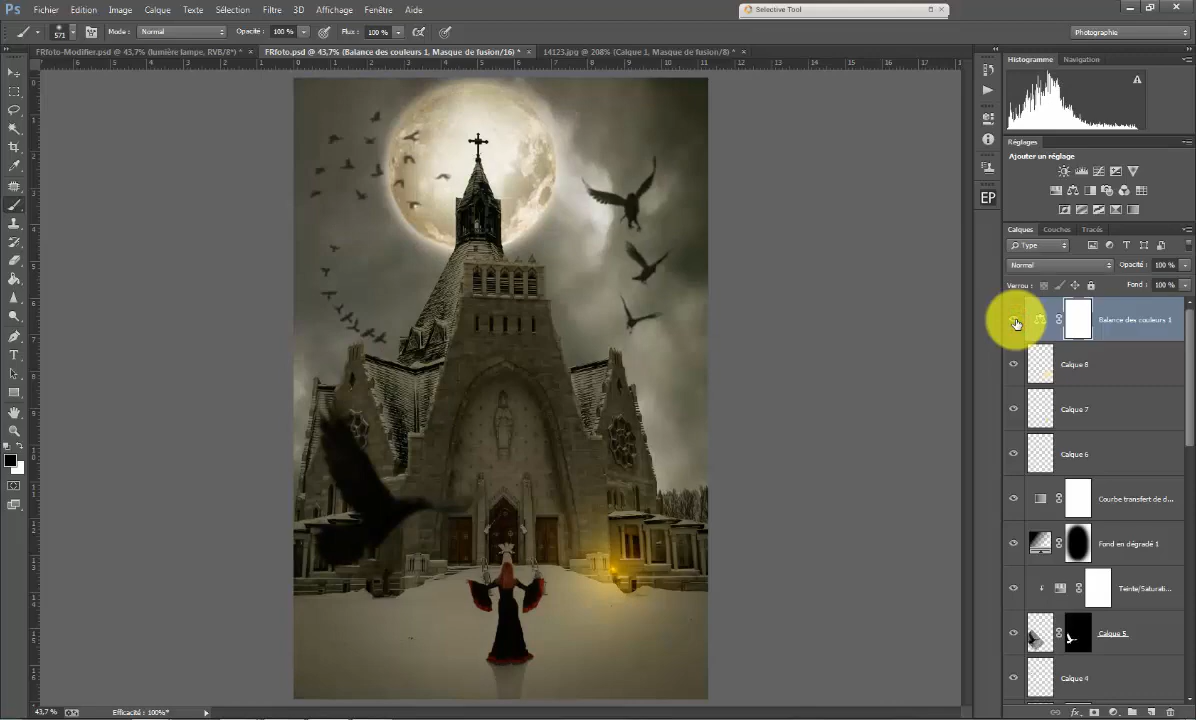 Ps Fichier Edition Image Calque Texte Sélection Filtre 3D Affichage Fenêtre Aide
Selective Tool
571 Mode : Normal Opacité : 100 % Flux : 100 % Photographie
FRfoto-Modifier.psd @ 43,7% (lumière lampe, RVB/8*) * × FRfoto.psd @ 43,7% (Balance des couleurs 1, Masque de fusion/16) * × 14123.jpg @ 208% (Calque 1, Masque de fusion/8) * ×
Histogramme Navigation
Réglages
Ajouter un réglage
EP
Calques Couches Tracés
Type
Normal Opacité : 100 %
Verrou : Fond : 100 %
Balance des couleurs 1
Calque 8
Calque 7
Calque 6
Courbe transfert de d...
Fond en dégradé 1
Teinte/Saturati...
Calque 5
Calque 4
43,7 % Efficacité : 100%*